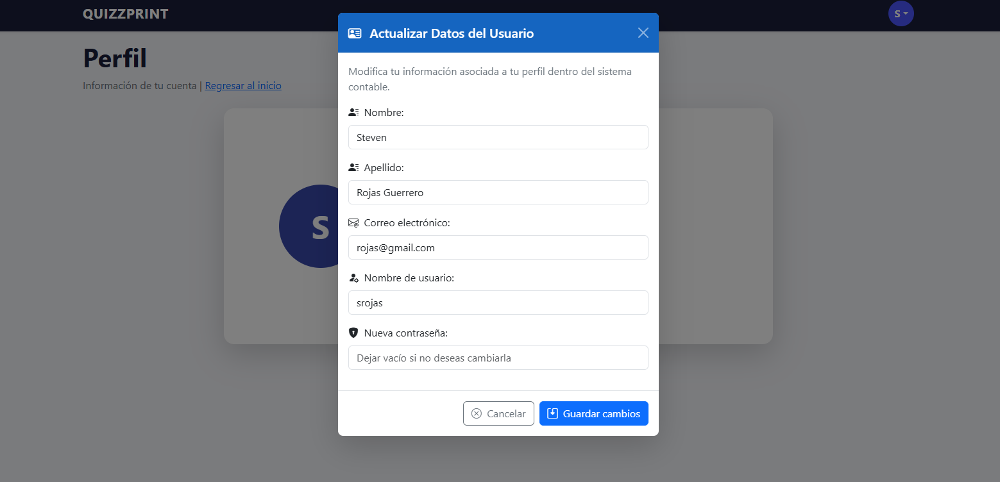 QUIZZPRINT
S
Perfil
Información de tu cuenta | Regresar al inicio
S
Actualizar Datos del Usuario
Modifica tu información asociada a tu perfil dentro del sistema
contable.
Nombre:
Steven
Apellido:
Rojas Guerrero
Correo electrónico:
rojas@gmail.com
Nombre de usuario:
srojas
Nueva contraseña:
Dejar vacío si no deseas cambiarla
Cancelar
Guardar cambios